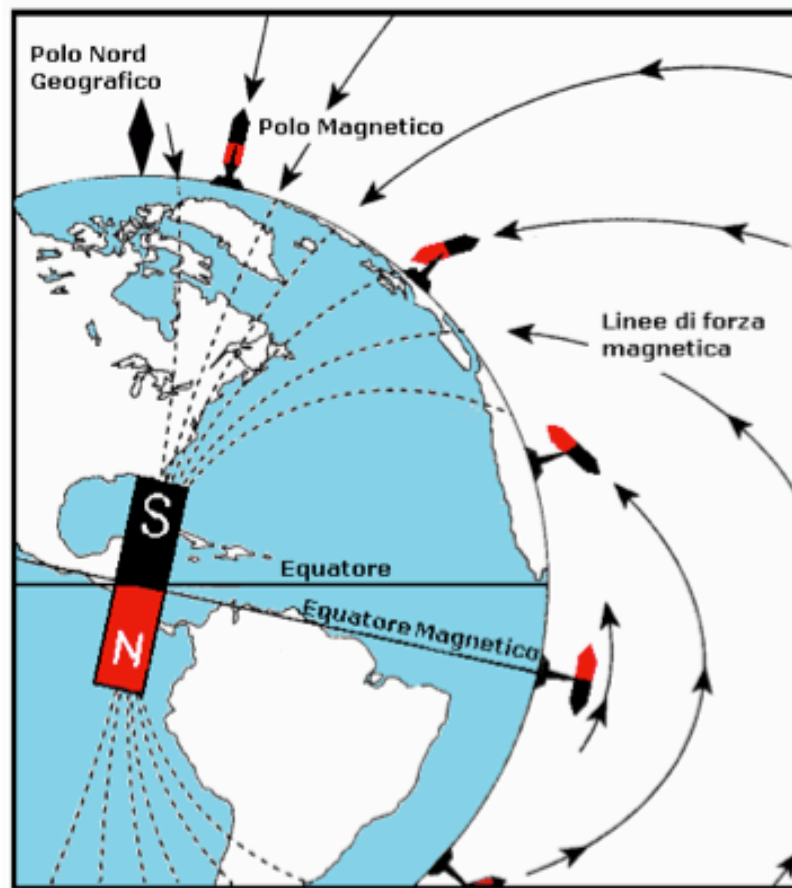 Polo Nord
Geografico
Polo Magnetico
Linee di forza
magnetica
S
Equatore
Equatore Magnetico
N